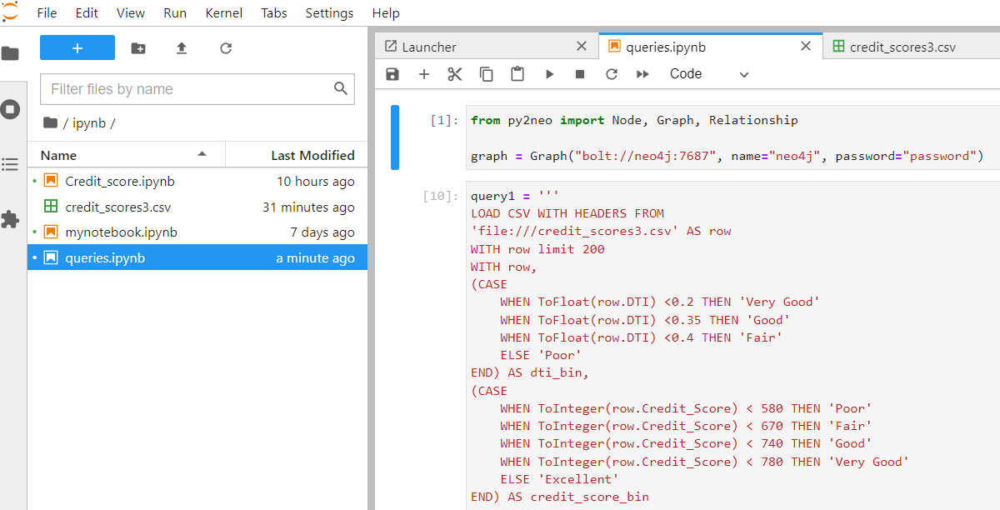 File Edit View Run Kernel Tabs Settings Help
Filter files by name
/ ipynb /
Name Last Modified
Credit_score.ipynb 10 hours ago
credit_scores3.csv 31 minutes ago
mynotebook.ipynb 7 days ago
queries.ipynb a minute ago
Launcher queries.ipynb credit_scores3.csv
Code
[1]: from py2neo import Node, Graph, Relationship
graph = Graph("bolt://neo4j:7687", name="neo4j", password="password")
[10]: query1 = '''
LOAD CSV WITH HEADERS FROM
'file:///credit_scores3.csv' AS row
WITH row limit 200
WITH row,
(CASE
    WHEN ToFloat(row.DTI) <0.2 THEN 'Very Good'
    WHEN ToFloat(row.DTI) <0.35 THEN 'Good'
    WHEN ToFloat(row.DTI) <0.4 THEN 'Fair'
    ELSE 'Poor'
END) AS dti_bin,
(CASE
    WHEN ToInteger(row.Credit_Score) < 580 THEN 'Poor'
    WHEN ToInteger(row.Credit_Score) < 670 THEN 'Fair'
    WHEN ToInteger(row.Credit_Score) < 740 THEN 'Good'
    WHEN ToInteger(row.Credit_Score) < 780 THEN 'Very Good'
    ELSE 'Excellent'
END) AS credit_score_bin